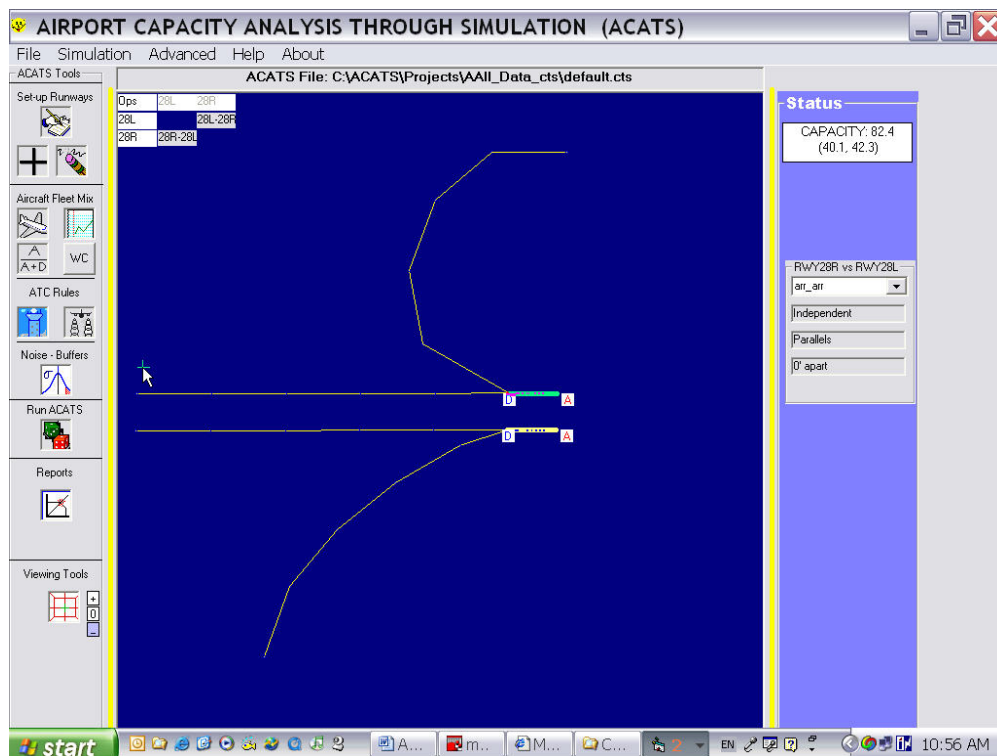 AIRPORT CAPACITY ANALYSIS THROUGH SIMULATION (ACATS)
File Simulation Advanced Help About
ACATS Tools
ACATS File: C:\ACATS\Projects\AAll_Data_cts\default.cts
Set-up Runways
Ops 28L 28R
28L 28L-28R
28R 28R-28L
Status
CAPACITY: 82.4
(40.1, 42.3)
Aircraft Fleet Mix
A
A+D
WC
ATC Rules
RWY28R vs RWY28L
arr_arr
Independent
Parallels
0' apart
Noise - Buffers
σ
Run ACATS
D A
D A
Reports
Viewing Tools
+
0
_
start A... m... M... C... 2 EN 10:56 AM